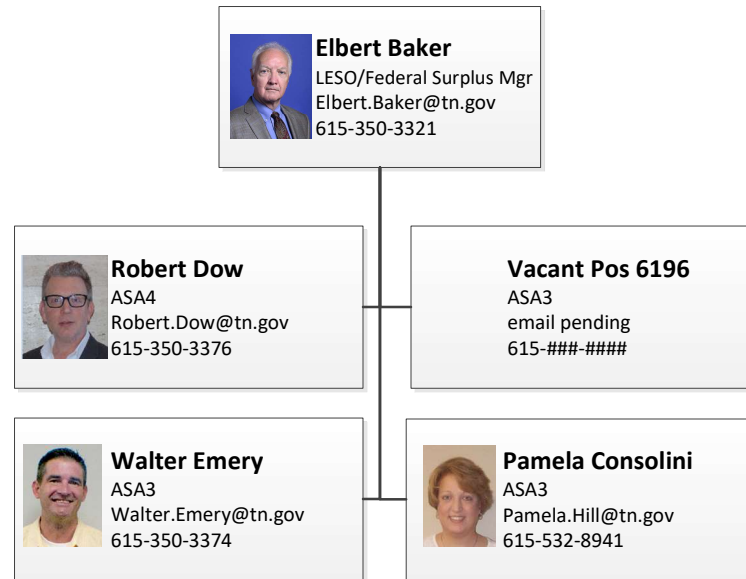 Elbert Baker
LESO/Federal Surplus Mgr
Elbert.Baker@tn.gov
615-350-3321
Robert Dow
ASA4
Robert.Dow@tn.gov
615-350-3376
Vacant Pos 6196
ASA3
email pending
615-###-####
Walter Emery
ASA3
Walter.Emery@tn.gov
615-350-3374
Pamela Consolini
ASA3
Pamela.Hill@tn.gov
615-532-8941